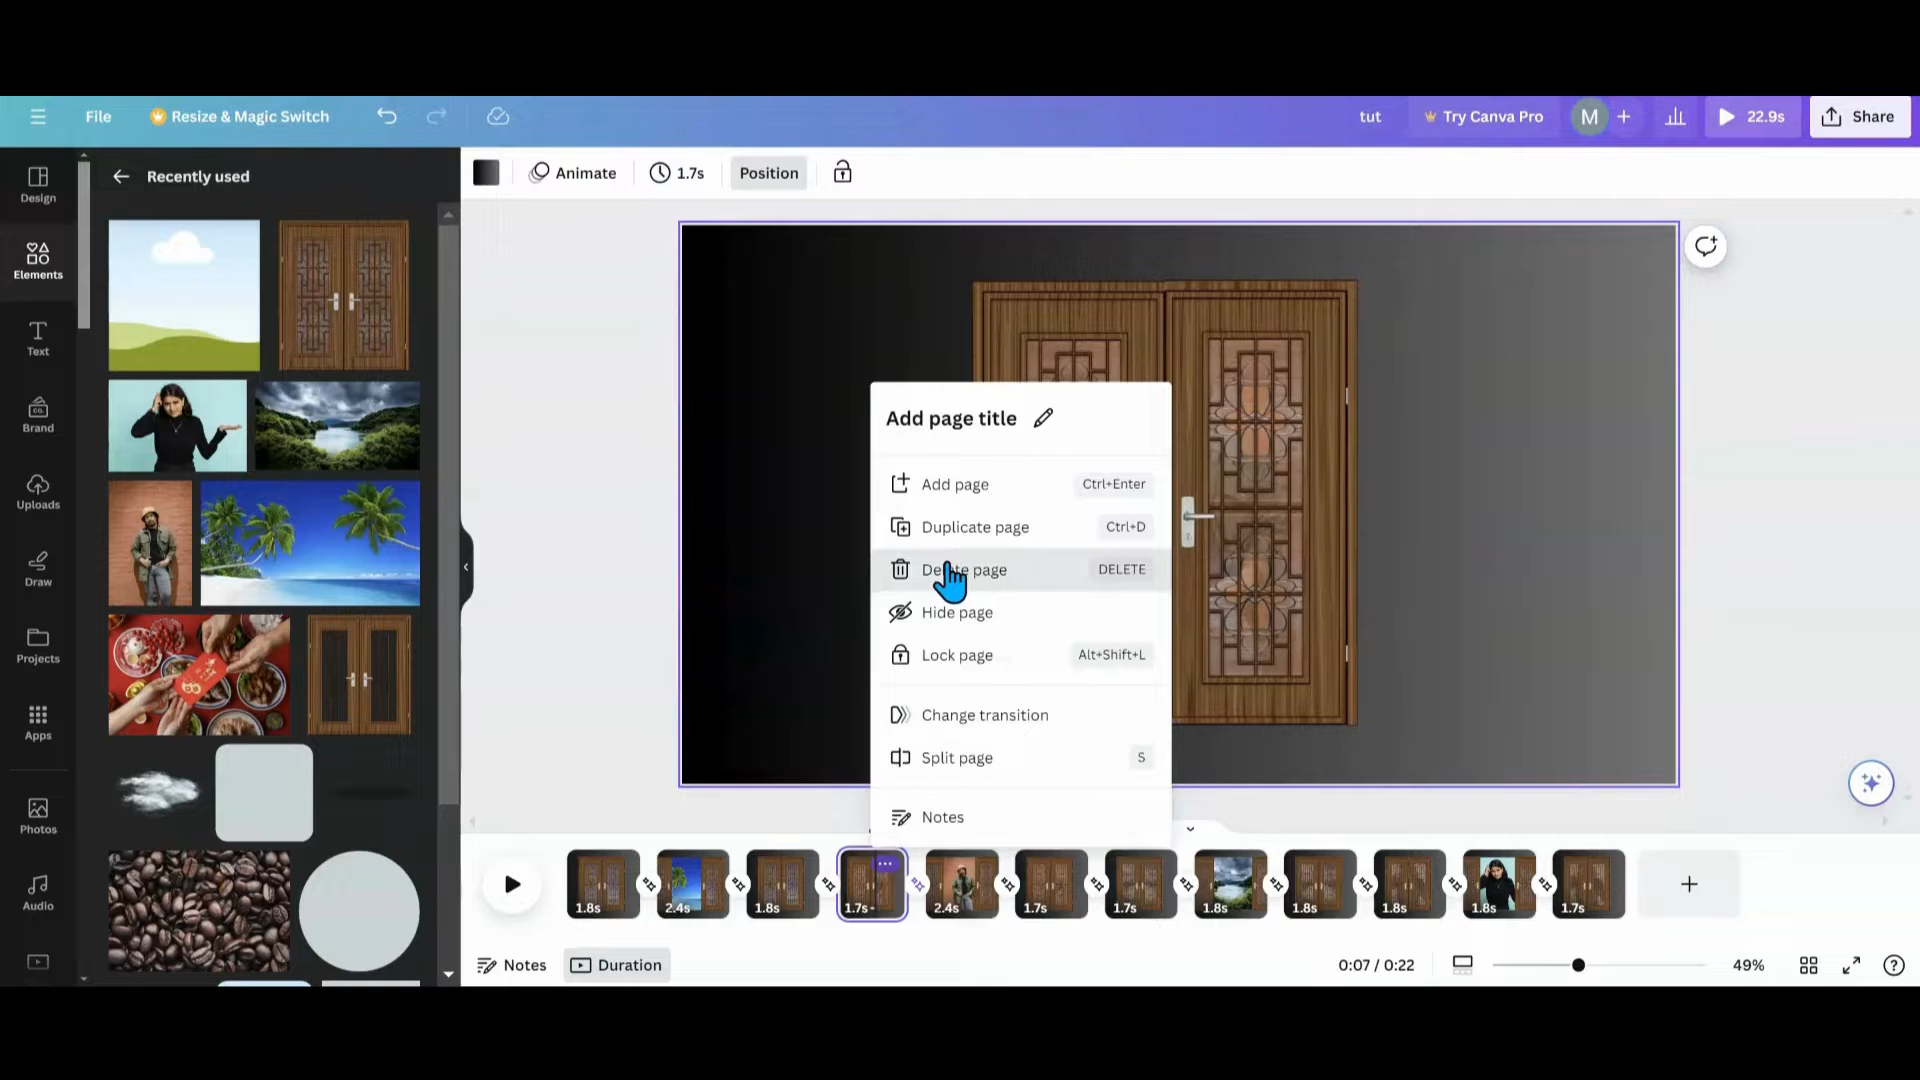 File
Resize & Magic Switch
tut
Try Canva Pro
M
22.9s
Share
Design
Elements
Text
Brand
Uploads
Draw
Projects
Apps
Photos
Audio
Recently used
Animate
1.7s
Position
Add page title
Add page Ctrl+Enter
Duplicate page Ctrl+D
Delete page DELETE
Hide page
Lock page Alt+Shift+L
Change transition
Split page S
Notes
1.8s
2.4s
1.8s
1.7s
2.4s
1.7s
1.7s
1.8s
1.8s
1.8s
1.8s
1.7s
Notes
Duration
0:07 / 0:22
49%